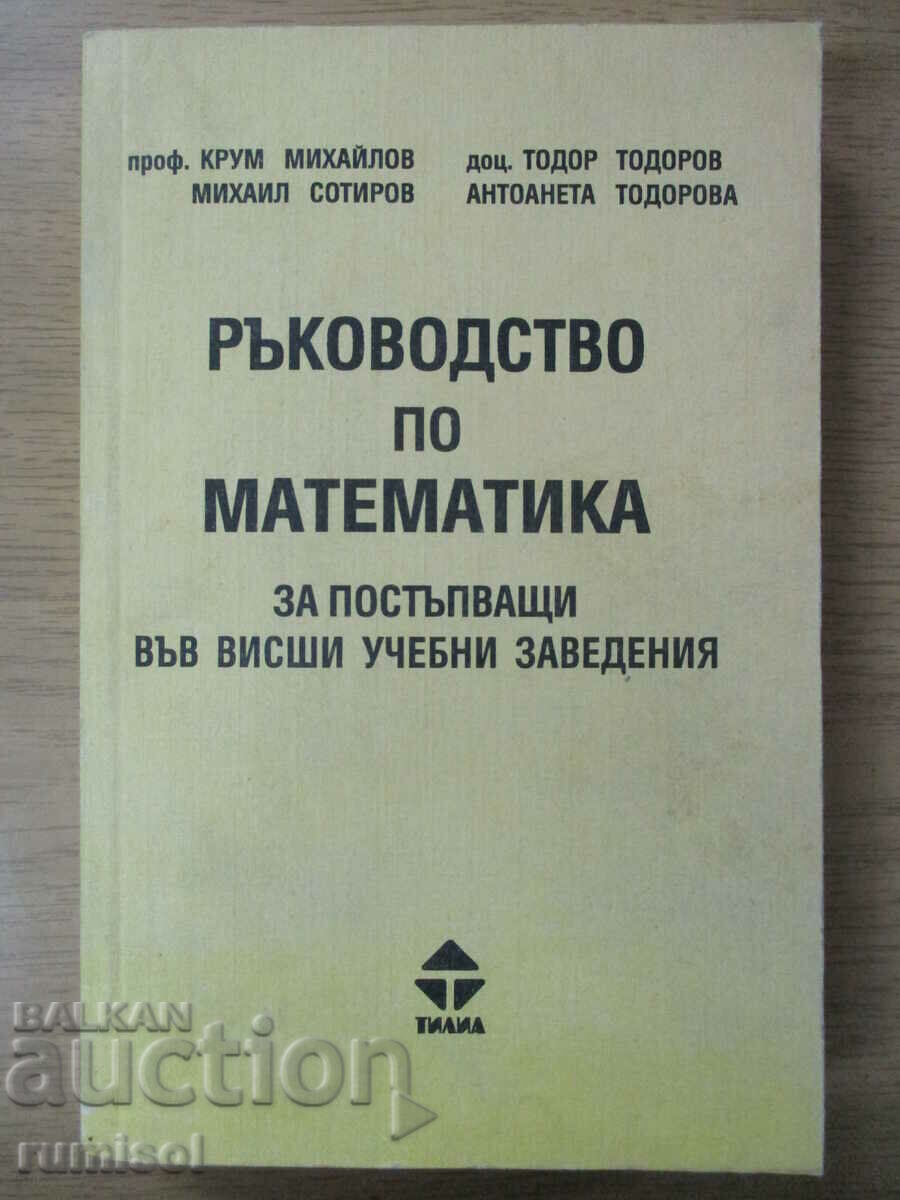 проф. КРУМ МИХАЙЛОВ доц. ТОДОР ТОДОРОВ
МИХАИЛ СОТИРОВ АНТОАНЕТА ТОДОРОВА
РЪКОВОДСТВО
ПО
МАТЕМАТИКА
ЗА ПОСТЪПВАЩИ
ВЪВ ВИСШИ УЧЕБНИ ЗАВЕДЕНИЯ
ТИЛИА
BALKAN
auction
rumisol